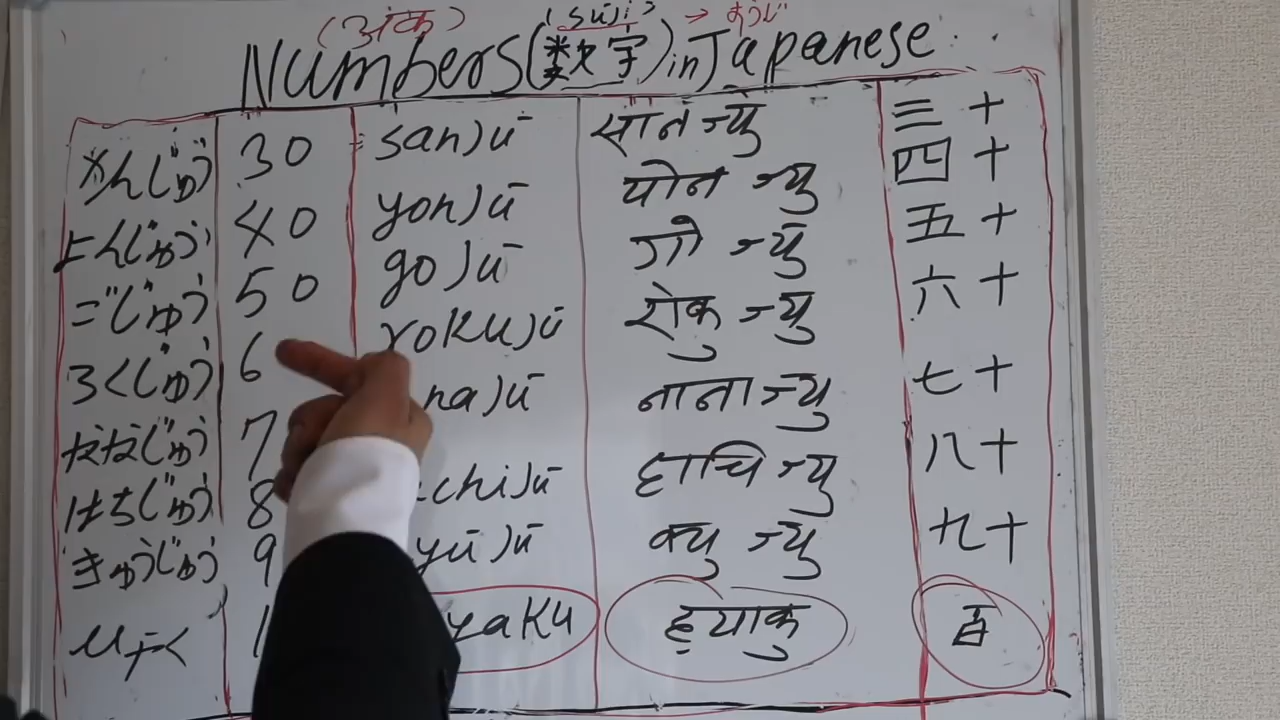 (अंक) (sūji) → すうじ
Numbers (数字) in Japanese
さんじゅう 30 = sanjū सान ज्यु 三十
よんじゅう 40 yonjū योन ज्यु 四十
ごじゅう 50 gojū गो ज्यु 五十
ろくじゅう 6 rokujū रोकु ज्यु 六十
ななじゅう 7 najū नाना ज्यु 七十
はちじゅう 8 chijū हाचि ज्यु 八十
きゅうじゅう 9 yūjū क्यु ज्यु 九十
ひゃく 1 yaku ह्याकु 百